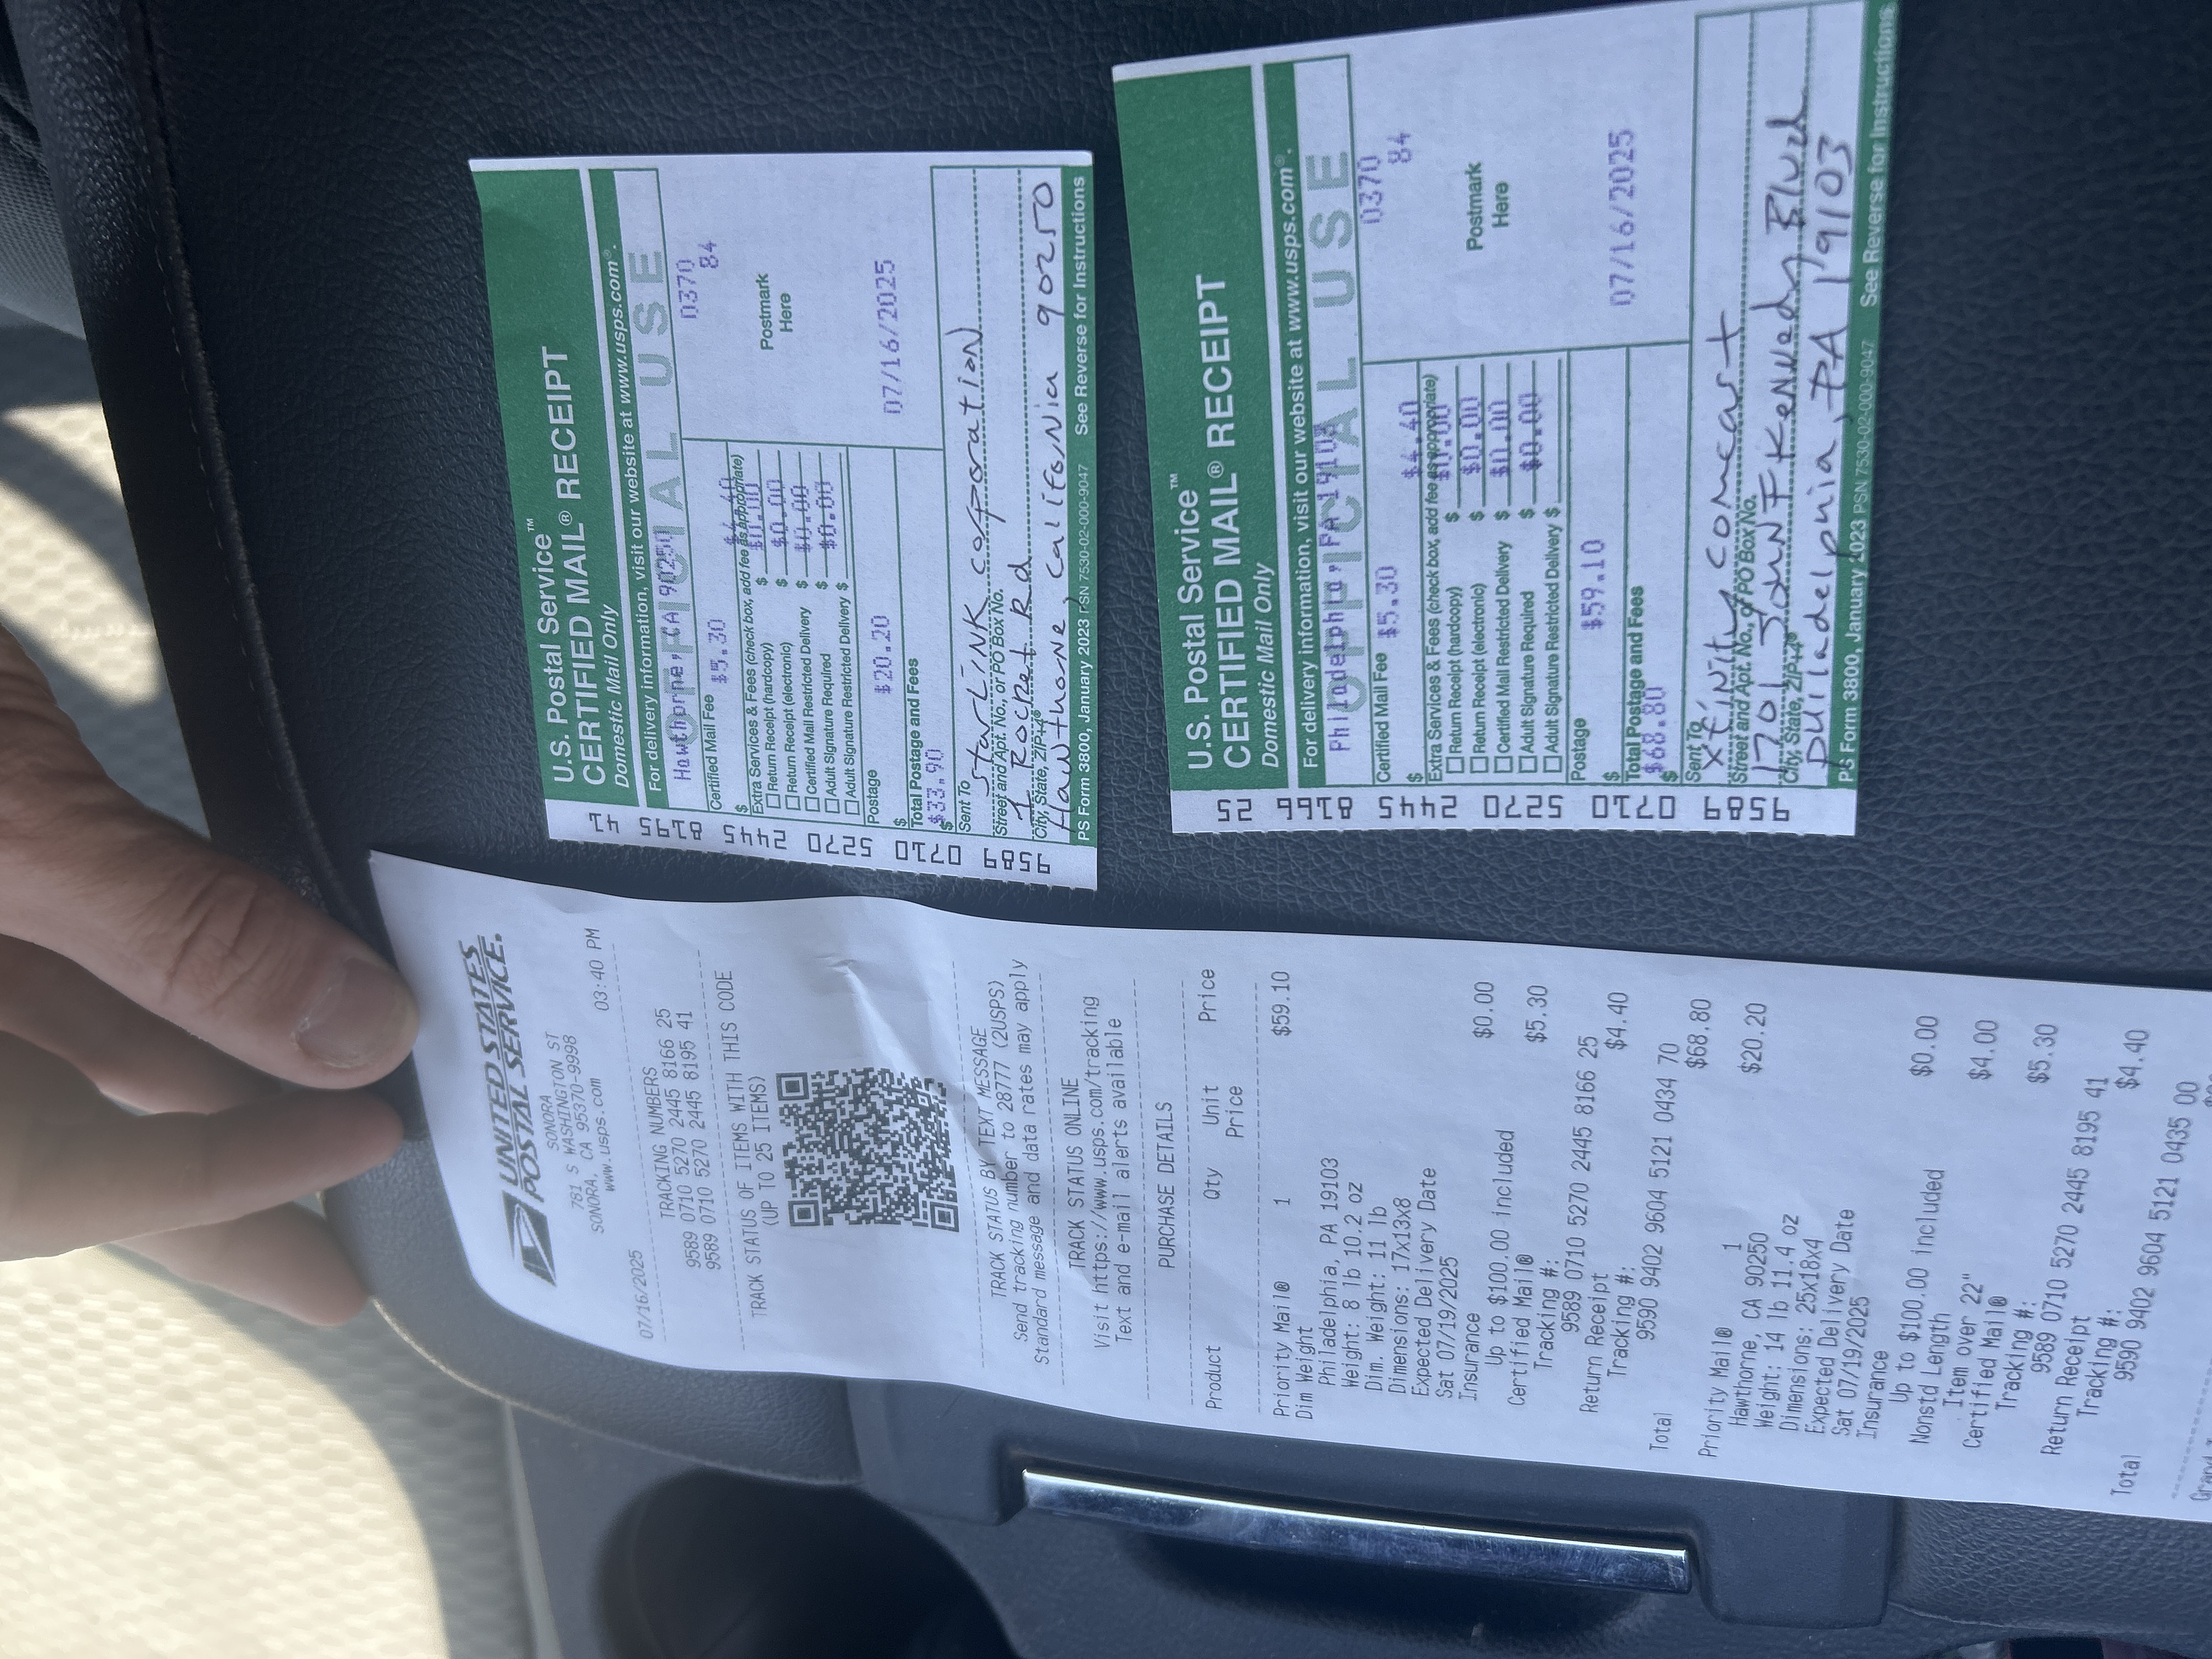 UNITED STATES
POSTAL SERVICE.
SONORA
781 S WASHINGTON ST
SONORA, CA 95370-9998
www.usps.com
07/16/2025 03:40 PM
TRACKING NUMBERS
9589 0710 5270 2445 8166 25
9589 0710 5270 2445 8195 41
TRACK STATUS OF ITEMS WITH THIS CODE
(UP TO 25 ITEMS)
TRACK STATUS BY TEXT MESSAGE
Send tracking number to 28777 (2USPS)
Standard message and data rates may apply
TRACK STATUS ONLINE
Visit https://www.usps.com/tracking
Text and e-mail alerts available
PURCHASE DETAILS
Product Qty Unit Price
Price
Priority Mail® 1 $59.10
Dim Weight
Philadelphia, PA 19103
Weight: 8 lb 10.2 oz
Dim. Weight: 11 lb
Dimensions: 17x13x8
Expected Delivery Date
Sat 07/19/2025
Insurance $0.00
Up to $100.00 included
Certified Mail® $5.30
Tracking #:
9589 0710 5270 2445 8166 25
Return Receipt $4.40
Tracking #:
9590 9402 9604 5121 0434 70
Total $68.80
Priority Mail® 1 $20.20
Hawthorne, CA 90250
Weight: 14 lb 11.4 oz
Dimensions: 25x18x4
Expected Delivery Date
Sat 07/19/2025
Insurance $0.00
Up to $100.00 included
Nonstd Length $4.00
Item over 22"
Certified Mail® $5.30
Tracking #:
9589 0710 5270 2445 8195 41
Return Receipt $4.40
Tracking #:
9590 9402 9604 5121 0435 00
Total
9589 0710 5270 2445 8195 41
U.S. Postal Service™
CERTIFIED MAIL® RECEIPT
Domestic Mail Only
For delivery information, visit our website at www.usps.com®.
OFFICIAL USE
Hawthorne, CA 90250
Certified Mail Fee $5.30
$ $4.40
Extra Services & Fees (check box, add fee as appropriate)
Return Receipt (hardcopy) $ $0.00
Return Receipt (electronic) $ $0.00
Certified Mail Restricted Delivery $ $0.00
Adult Signature Required $ $0.00
Adult Signature Restricted Delivery $
Postage $20.20
$
Total Postage and Fees
$ $33.90
0370
84
Postmark
Here
07/16/2025
Sent To StarLiNK corporatioN
Street and Apt. No., or PO Box No.
1 Rocket Rd
City, State, ZIP+4®
Hawthorne, califorNia 90250
PS Form 3800, January 2023 PSN 7530-02-000-9047 See Reverse for Instructions
9589 0710 5270 2445 8166 25
U.S. Postal Service™
CERTIFIED MAIL® RECEIPT
Domestic Mail Only
For delivery information, visit our website at www.usps.com®.
OFFICIAL USE
Philadelphia, PA 19103
Certified Mail Fee $5.30
$ $4.40
Extra Services & Fees (check box, add fee as appropriate)
$0.00
Return Receipt (hardcopy) $
Return Receipt (electronic) $ $0.00
Certified Mail Restricted Delivery $ $0.00
Adult Signature Required $ $0.00
Adult Signature Restricted Delivery $
Postage $59.10
$
Total Postage and Fees
$ $68.80
0370
84
Postmark
Here
07/16/2025
Sent To
xfiNity comcast
Street and Apt. No., or PO Box No.
1701 JohN F KeNNedy Blvd
City, State, ZIP+4®
philadelphia, PA 19103
PS Form 3800, January 2023 PSN 7530-02-000-9047 See Reverse for Instructions